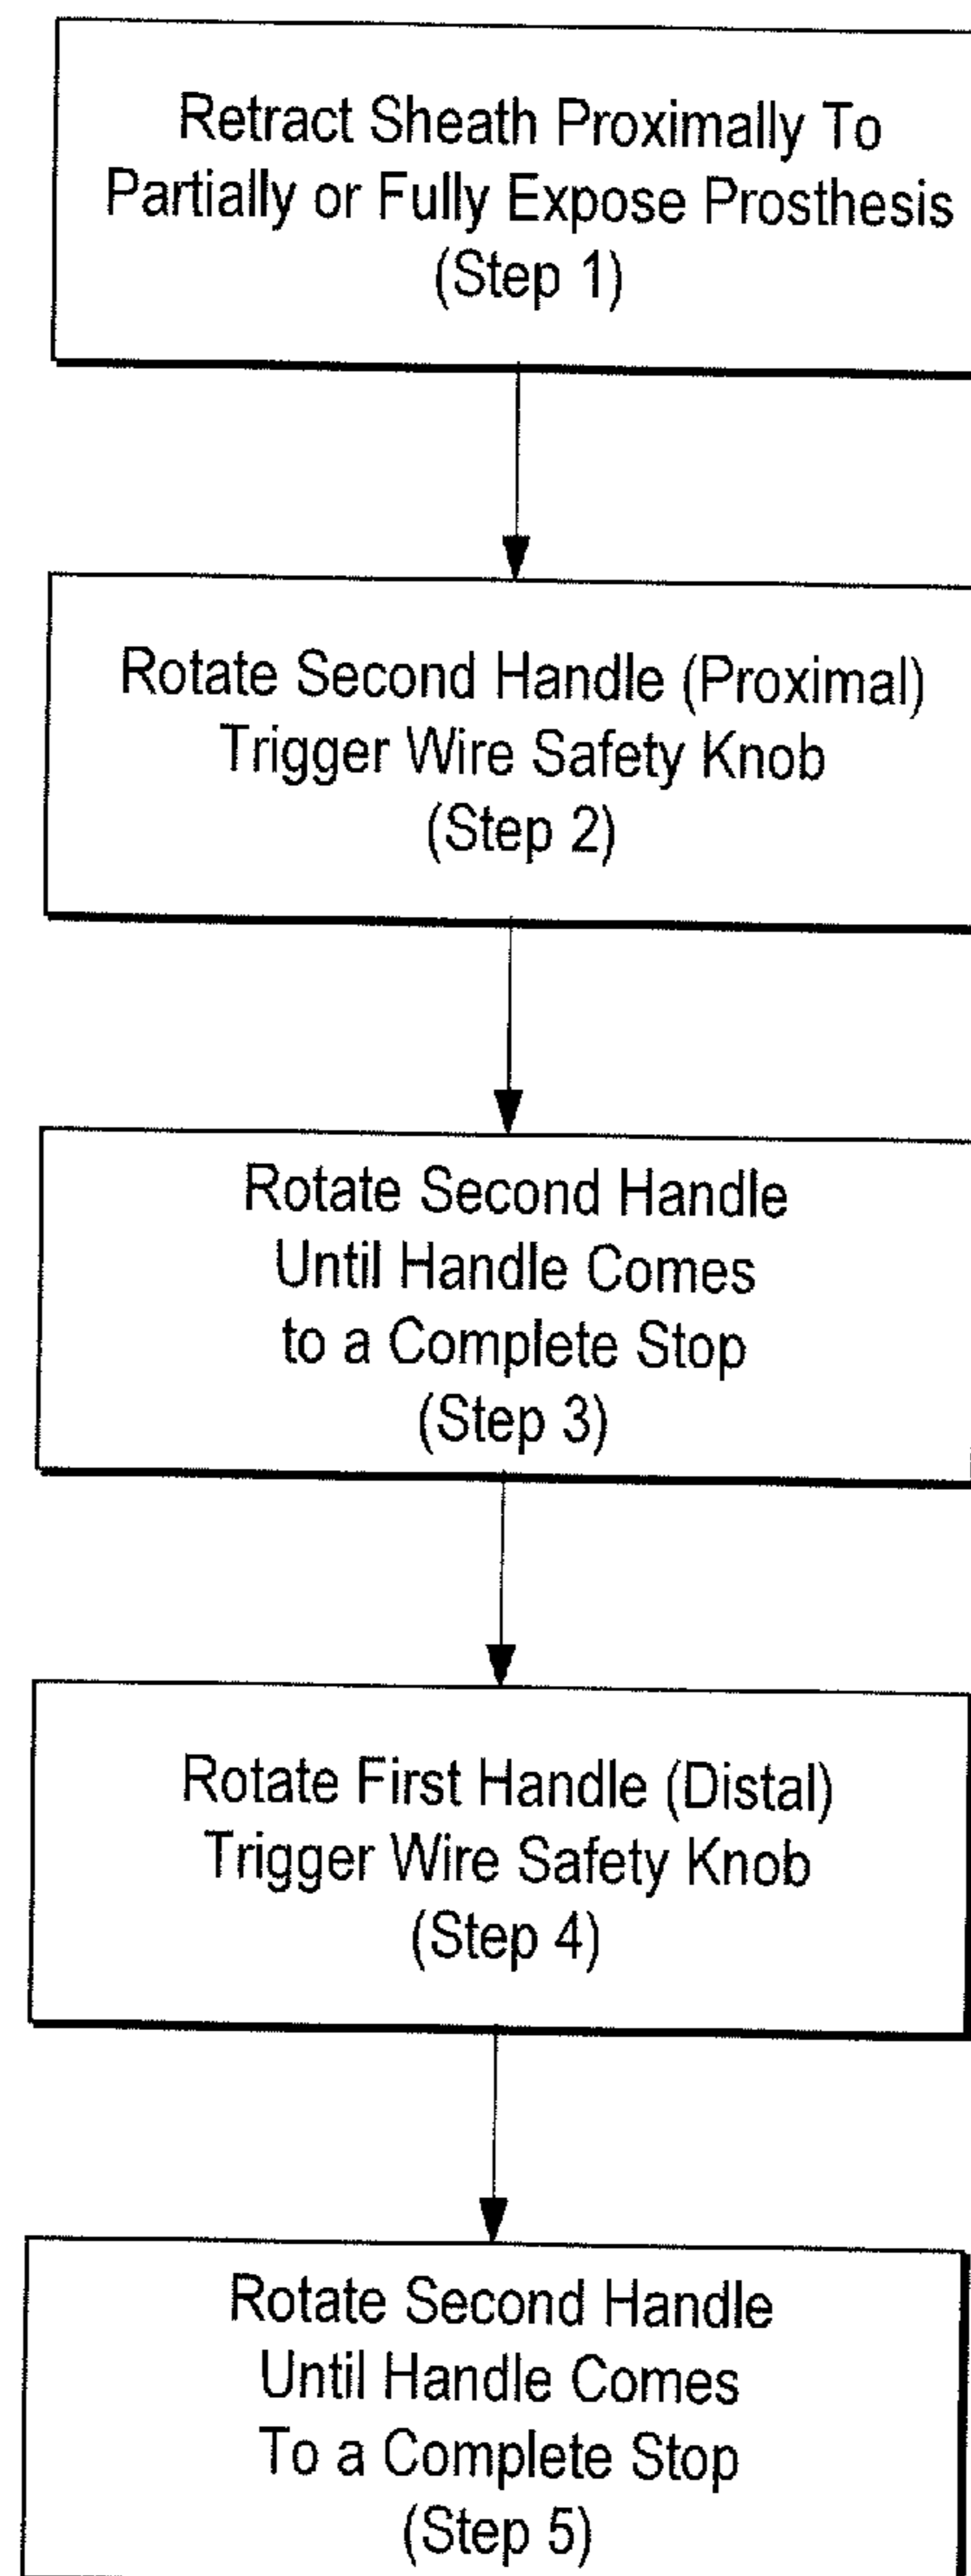 Retract Sheath Proximally To
Partially or Fully Expose Prosthesis
(Step 1)
Rotate Second Handle (Proximal)
Trigger Wire Safety Knob
(Step 2)
Rotate Second Handle
Until Handle Comes
to a Complete Stop
(Step 3)
Rotate First Handle (Distal)
Trigger Wire Safety Knob
(Step 4)
Rotate Second Handle
Until Handle Comes
To a Complete Stop
(Step 5)